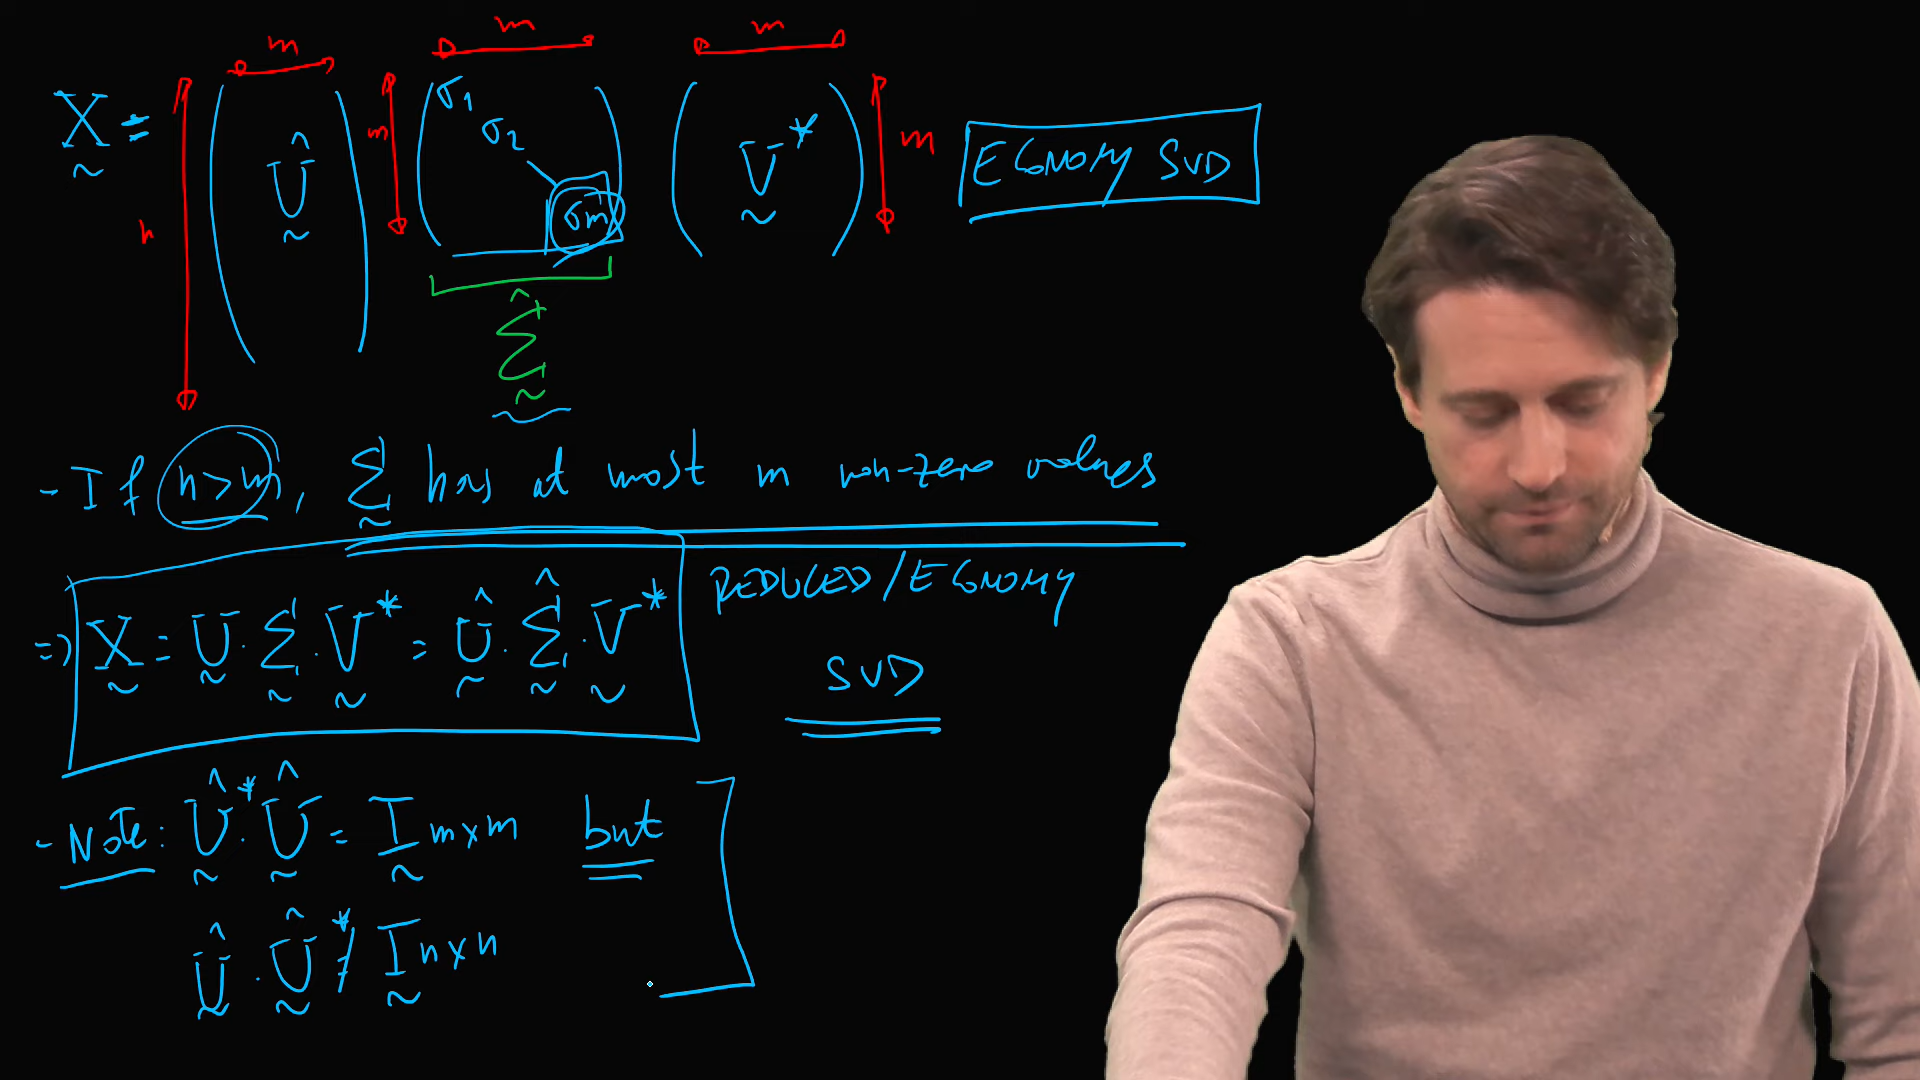 m m m
X = n ( Û ) m ( σ1 σ2 σm ) ( V* ) m ECONOMY SVD
Σ̂
- If n>m, Σ has at most m non-zero values
=> X = U · Σ · V* = Û · Σ̂ · V* REDUCED/ECONOMY
SVD
- NOTE: Û* · Û = I m×m but
Û · Û* ≠ I n×n